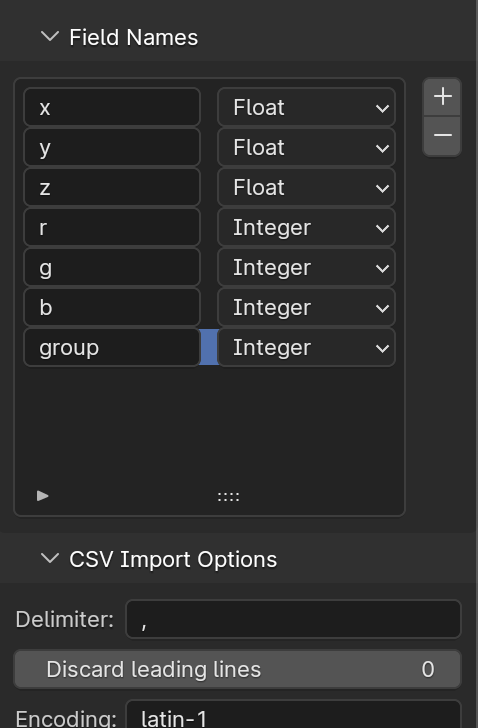 Field Names
x Float
y Float
z Float
r Integer
g Integer
b Integer
group Integer
CSV Import Options
Delimiter: ,
Discard leading lines 0
Encoding: latin-1